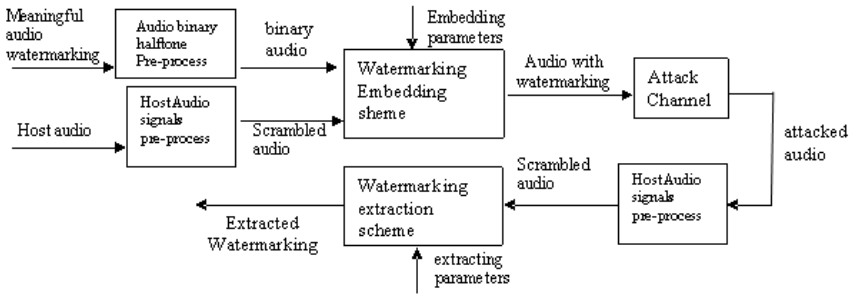 Meaningful
audio
watermarking
Audio binary
halftone
Pre-process
binary
audio
Embedding
parameters
Host audio
HostAudio
signals
pre-process
Scrambled
audio
Watermarking
Embedding
sheme
Audio with
watermarking
Attack
Channel
attacked
audio
HostAudio
signals
pre-process
Scrambled
audio
Watermarking
extraction
scheme
extracting
parameters
Extracted
Watermarking